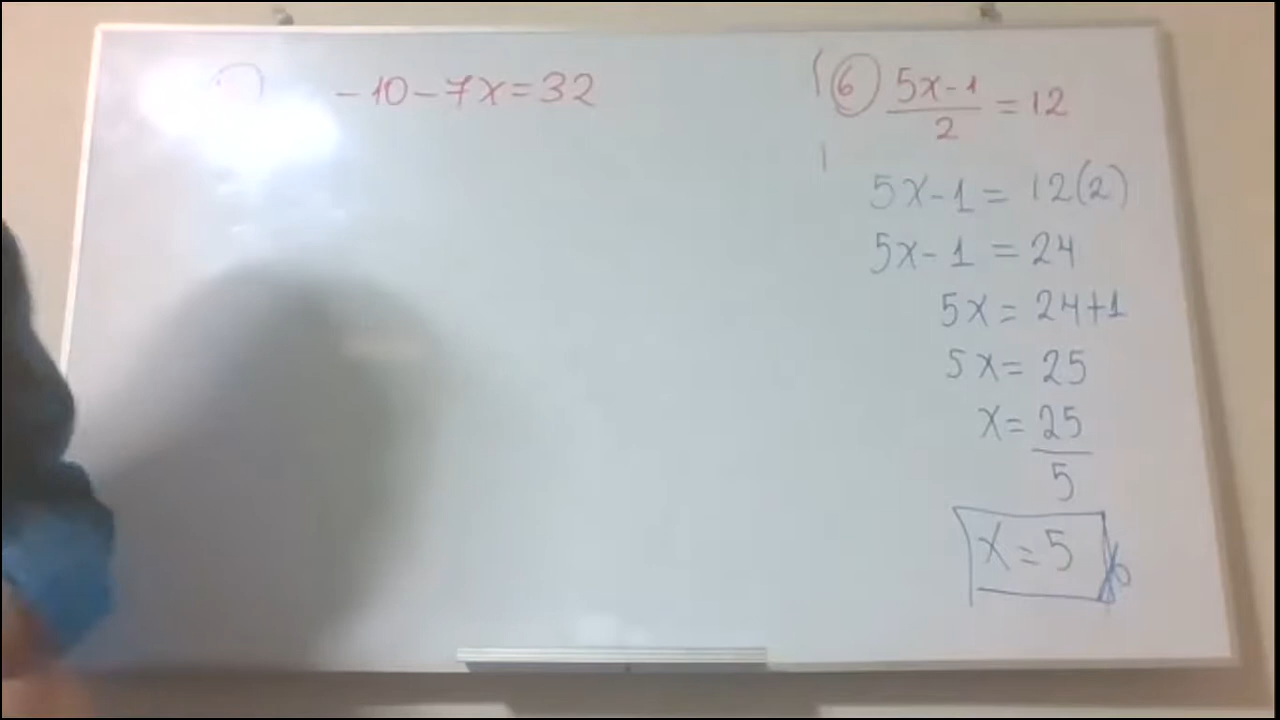 -10-7x=32
6 5x-1/2 = 12
5x-1 = 12(2)
5x-1 = 24
5x = 24+1
5x = 25
x = 25/5
x = 5